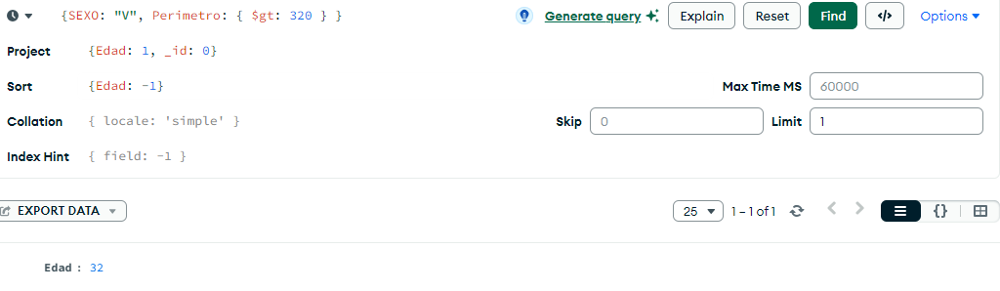 {SEXO: "V", Perimetro: { $gt: 320 } } Generate query Explain Reset Find </> Options
Project {Edad: 1, _id: 0}
Sort {Edad: -1} Max Time MS 60000
Collation { locale: 'simple' } Skip 0 Limit 1
Index Hint { field: -1 }
EXPORT DATA 25 1 – 1 of 1 {}
Edad : 32